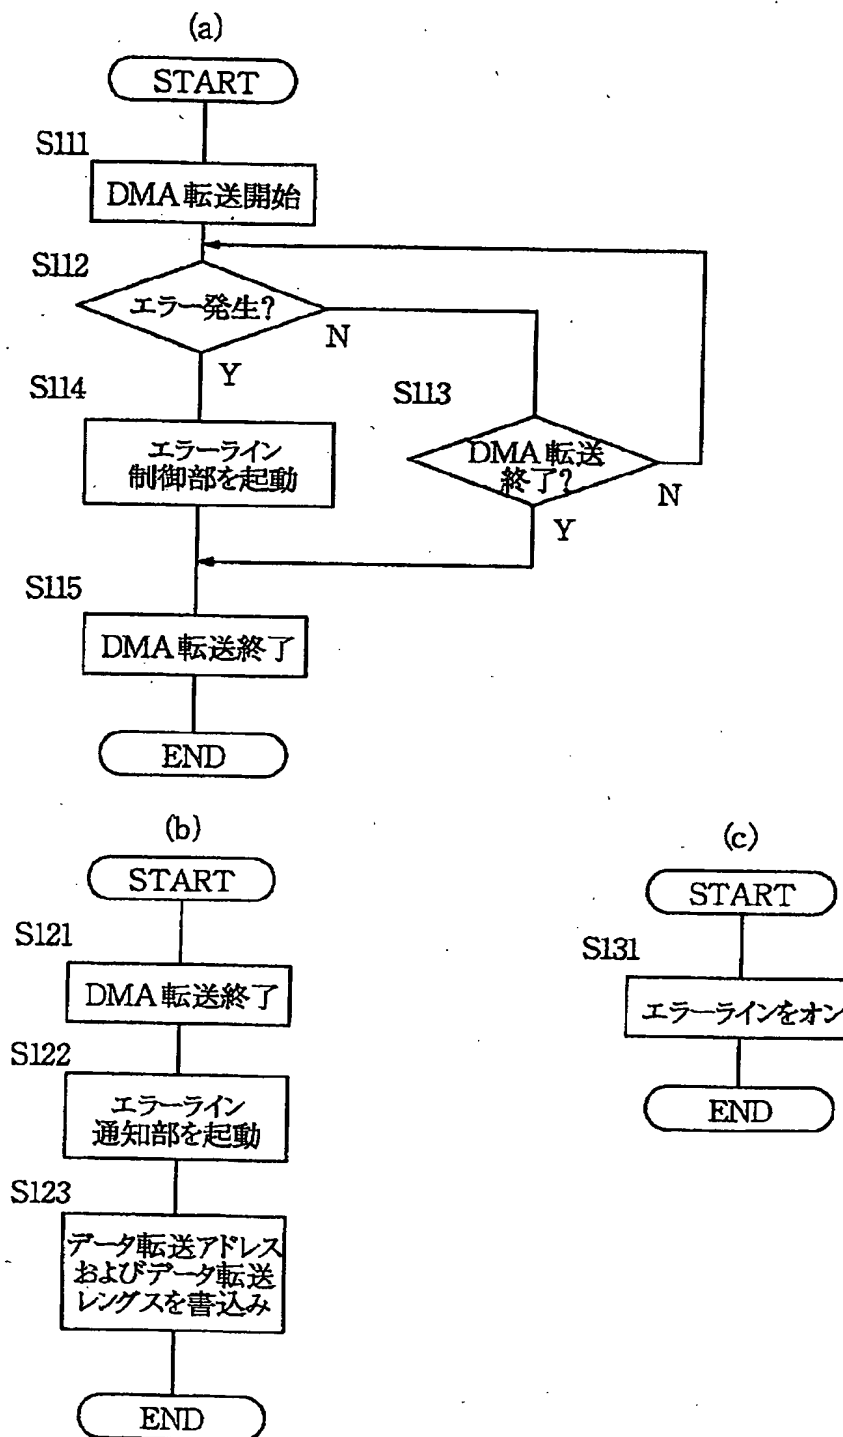 (a)
START
S111
DMA転送開始
S112
エラー発生?
N
Y
S114
エラーライン
制御部を起動
S113
DMA転送
終了?
N
Y
S115
DMA転送終了
END
(b)
START
S121
DMA転送終了
S122
エラーライン
通知部を起動
S123
データ転送アドレス
およびデータ転送
レングスを書込み
END
(c)
START
S131
エラーラインをオン
END